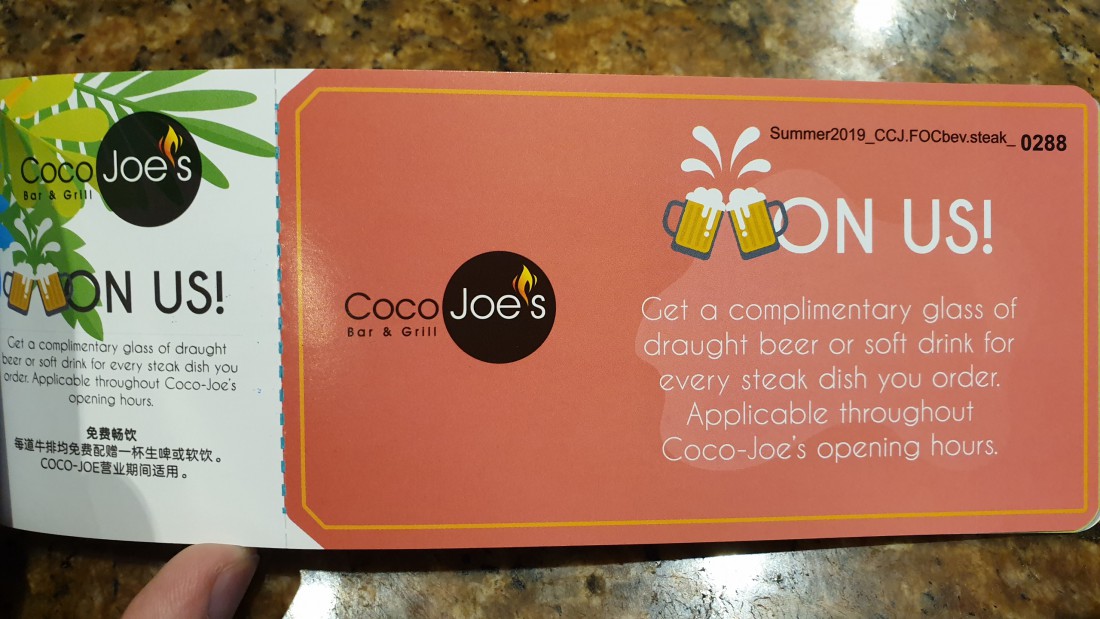 Coco Joe's
Bar & Grill
ON US!
Get a complimentary glass of draught
beer or soft drink for every steak dish you
order. Applicable throughout Coco-Joe's
opening hours.
免费畅饮
每道牛排均免费配赠一杯生啤或软饮。
COCO-JOE营业期间适用。
Coco Joe's
Bar & Grill
Summer2019_CCJ.FOCbev.steak_ 0288
ON US!
Get a complimentary glass of
draught beer or soft drink for
every steak dish you order.
Applicable throughout
Coco-Joe's opening hours.